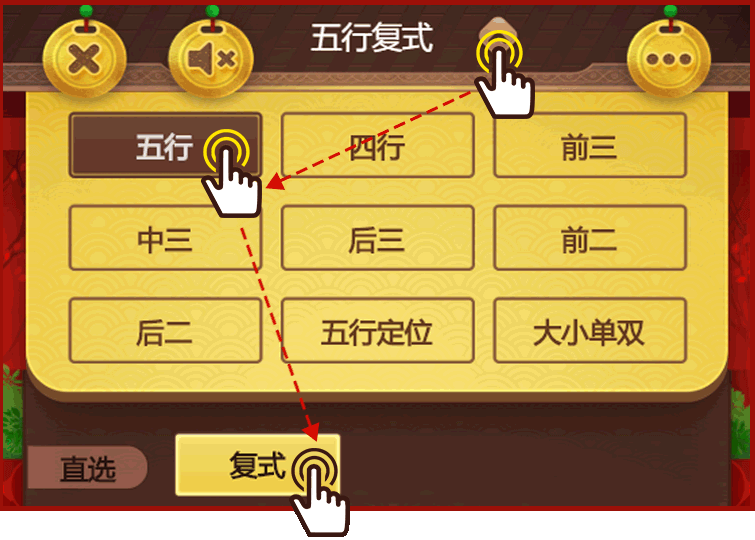 五行复式
五行
四行
前三
中三
后三
前二
后二
五行定位
大小单双
直选
复式